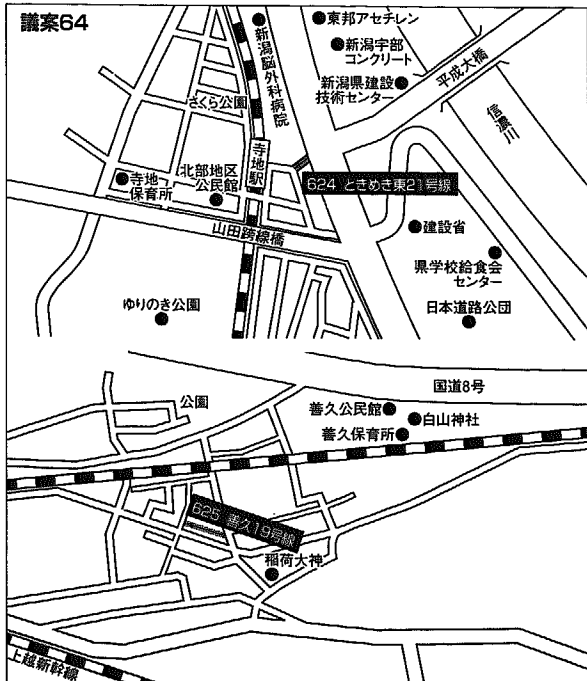 議案64
東邦アセチレン
新潟宇部
コンクリート
新潟県建設
技術センター
平成大橋
信濃川
新潟脳外科病院
さくら公園
寺地駅
寺地
保育所
北部地区
公民館
624 ときめき東21号線
山田跨線橋
建設省
県学校給食会
センター
日本道路公団
ゆりのき公園
国道8号
公園
善久公民館
白山神社
善久保育所
625 善久19号線
稲荷大神
上越新幹線